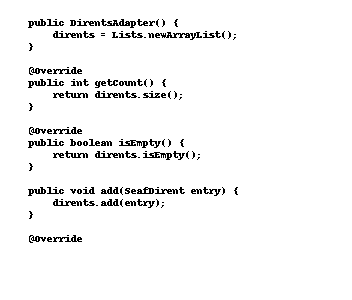 public DirentsAdapter() {
dirents = Lists.newArrayList();
}
@Override
public int getCount() {
return dirents.size();
}
@Override
public boolean isEmpty() {
return dirents.isEmpty();
}
public void add(SeafDirent entry) {
dirents.add(entry);
}
@Override